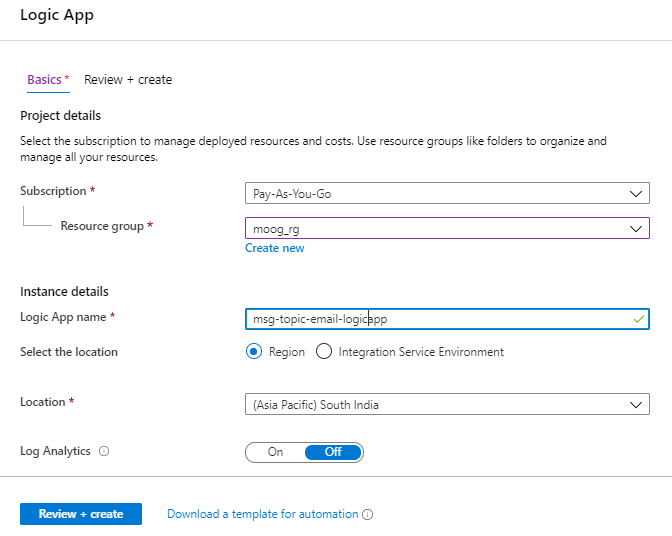 Logic App
Basics * Review + create
Project details
Select the subscription to manage deployed resources and costs. Use resource groups like folders to organize and
manage all your resources.
Subscription * Pay-As-You-Go
Resource group * moog_rg
Create new
Instance details
Logic App name * msg-topic-email-logicapp
Select the location Region Integration Service Environment
Location * (Asia Pacific) South India
Log Analytics On Off
Review + create Download a template for automation